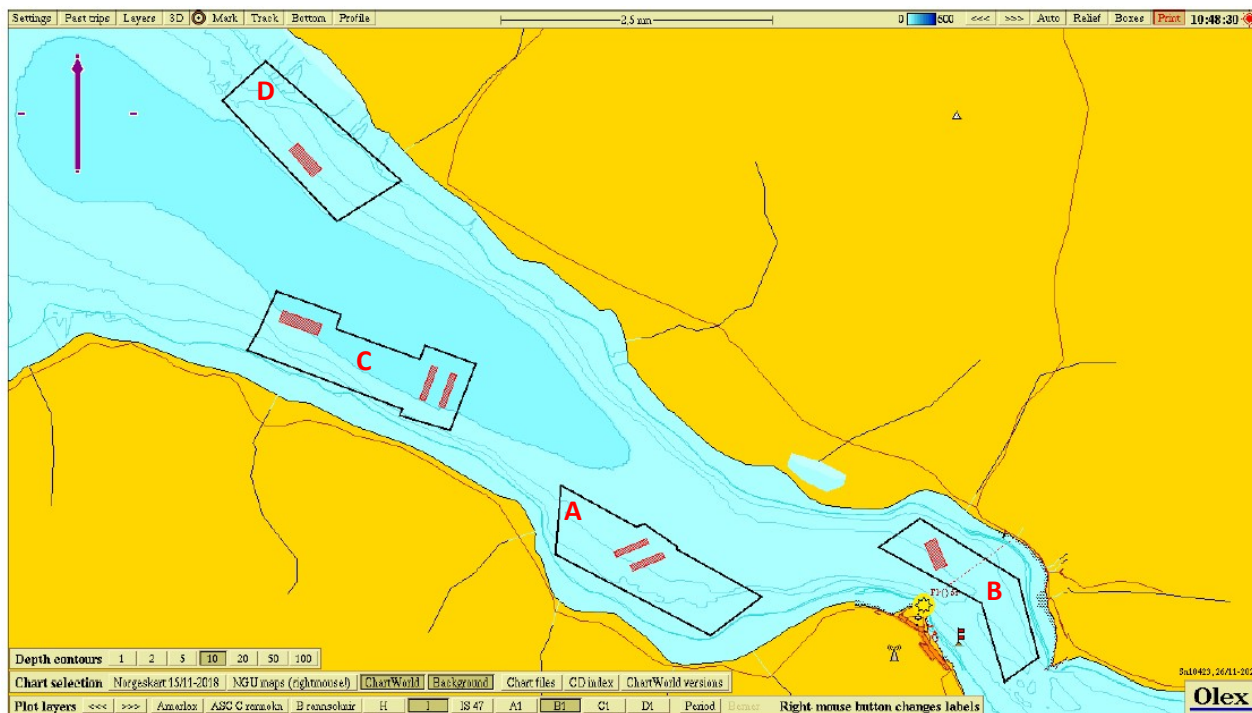 Settings Past trips Layers 3D Mark Track Bottom Profile 2,5 nm 0 500 <<< >>> Auto Relief Boxes Print 10:48:30
D
C
A
B
Depth contours 1 2 5 10 20 50 100
Chart selection Norgeskart 15/11-2018 NGU maps (rightmouse!) ChartWorld Background Chart files CD index ChartWorld versions
Plot layers <<< >>> Amerlox H I IS 47 A1 B1 C1 D1 Period Right mouse button changes labels
Olex